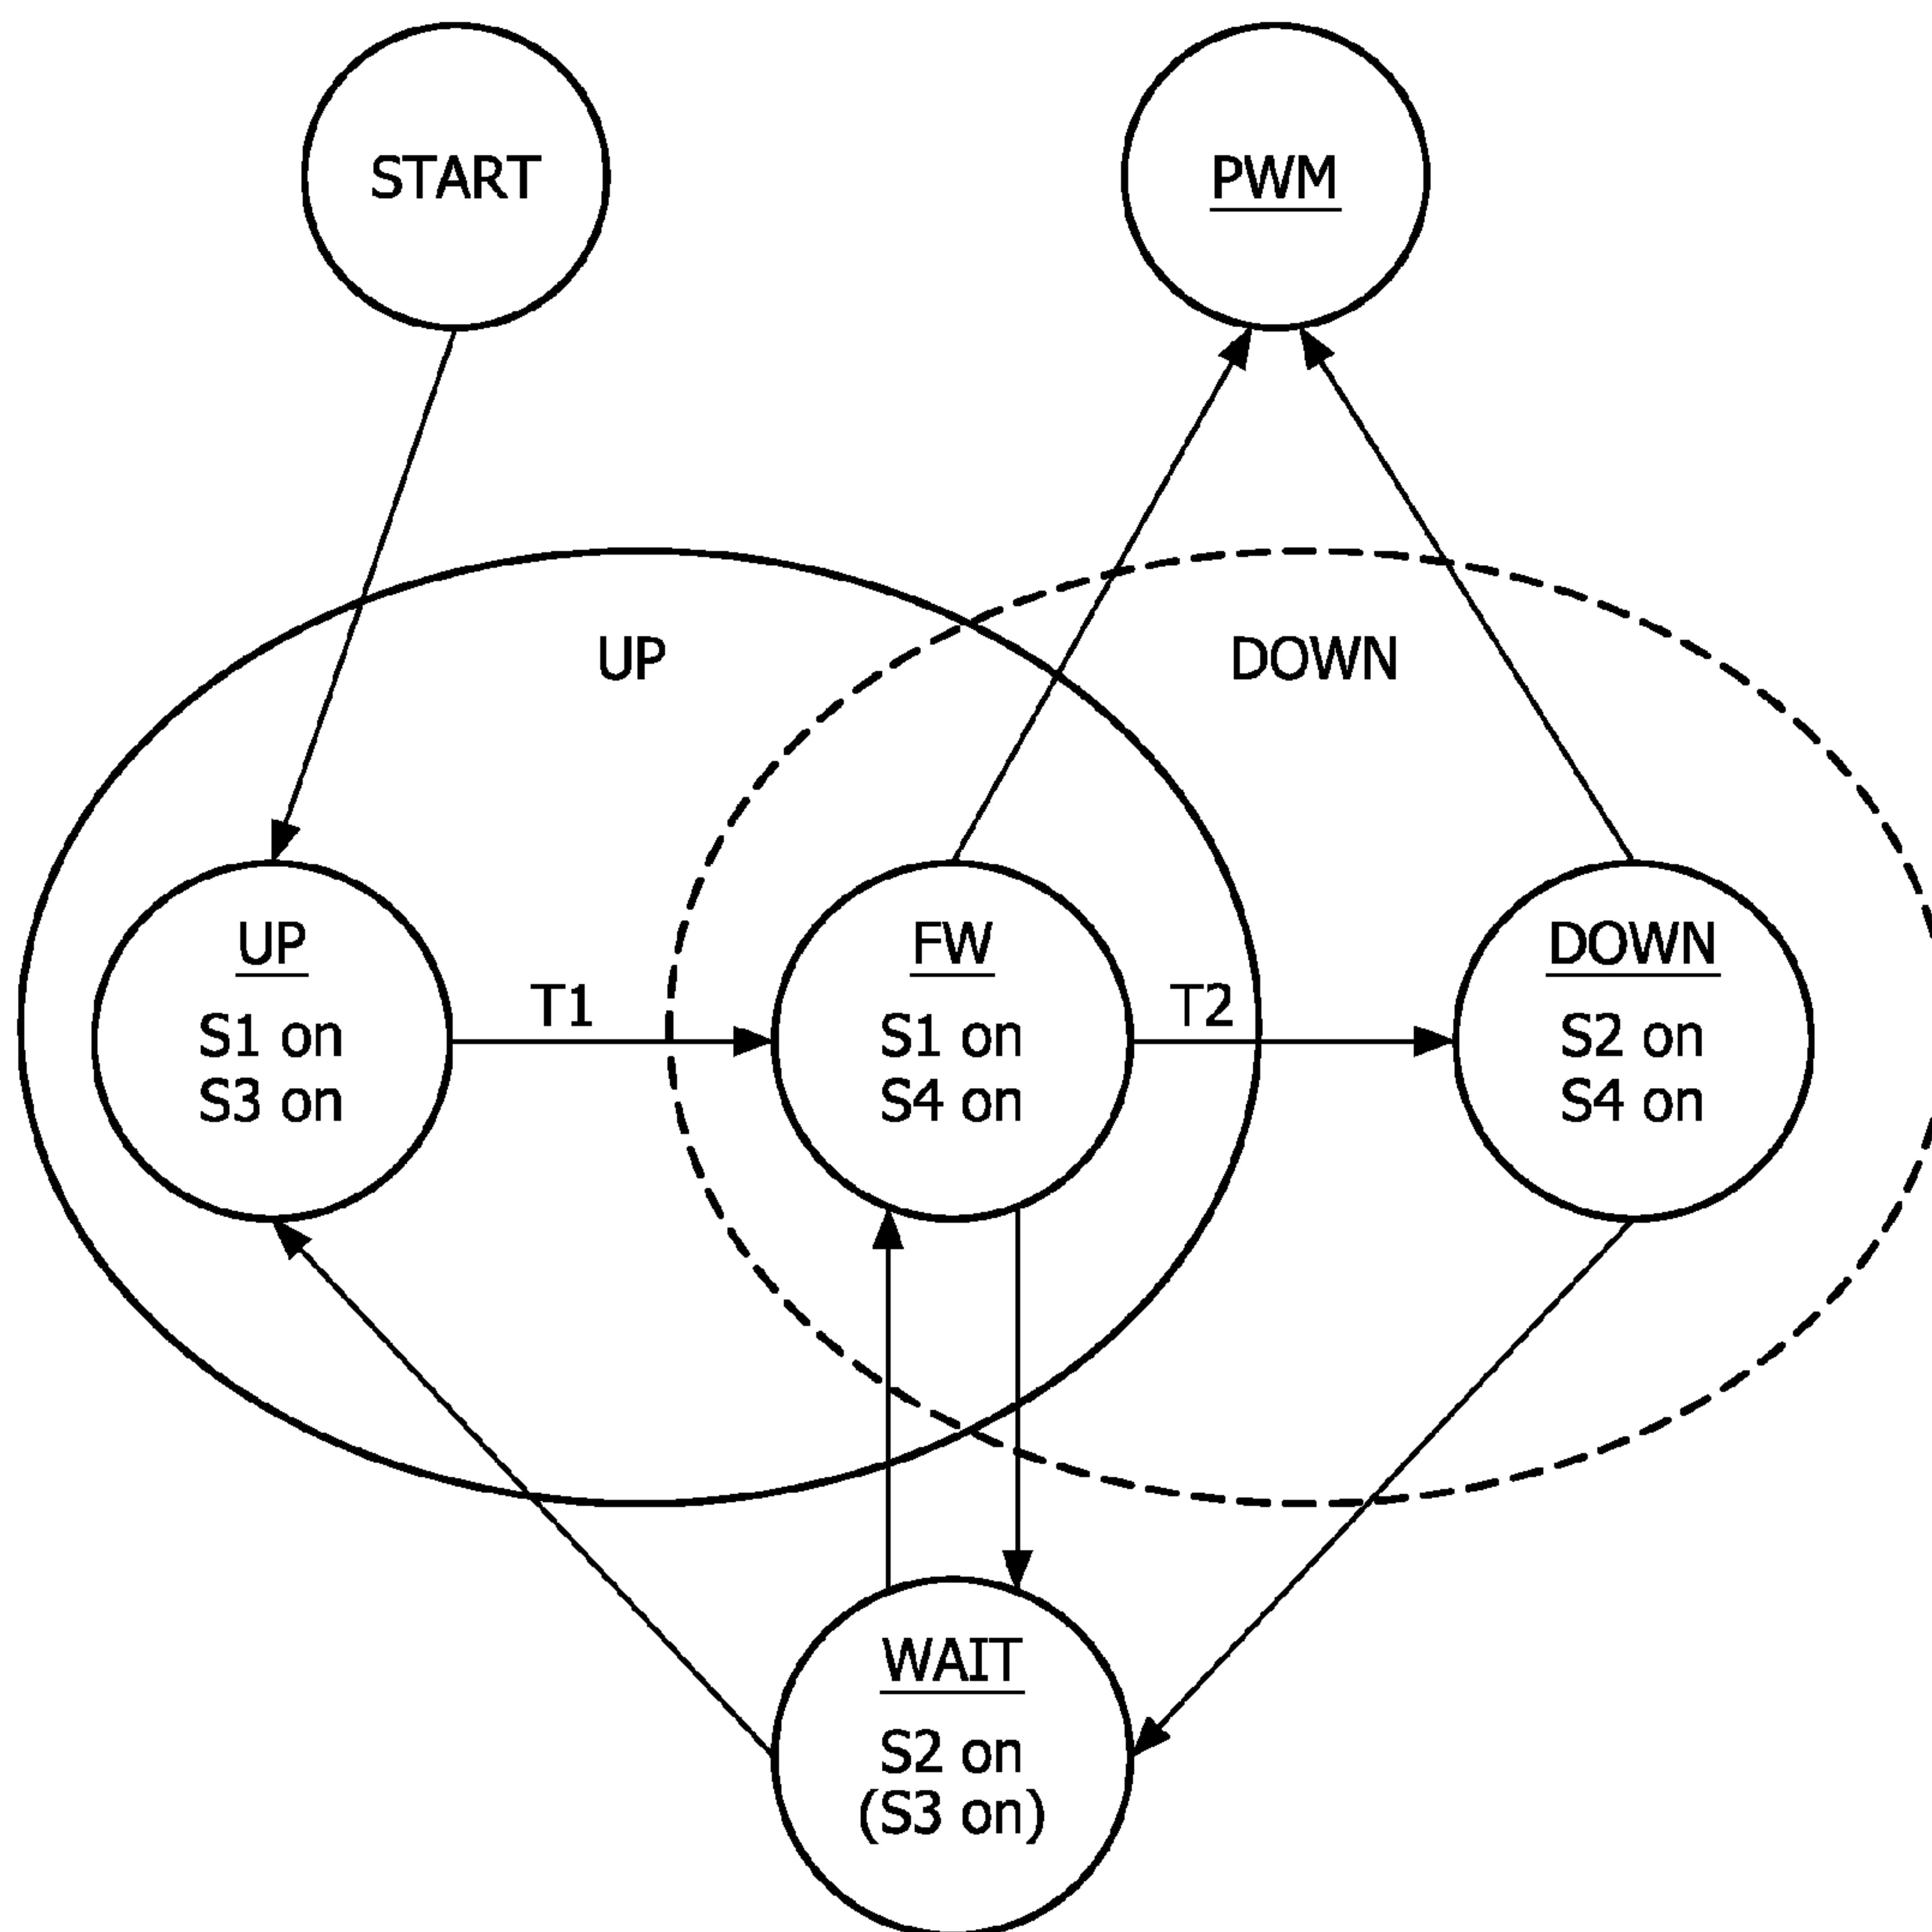 START
PWM
UP
DOWN
UP
S1 on
S3 on
T1
FW
S1 on
S4 on
T2
DOWN
S2 on
S4 on
WAIT
S2 on
(S3 on)